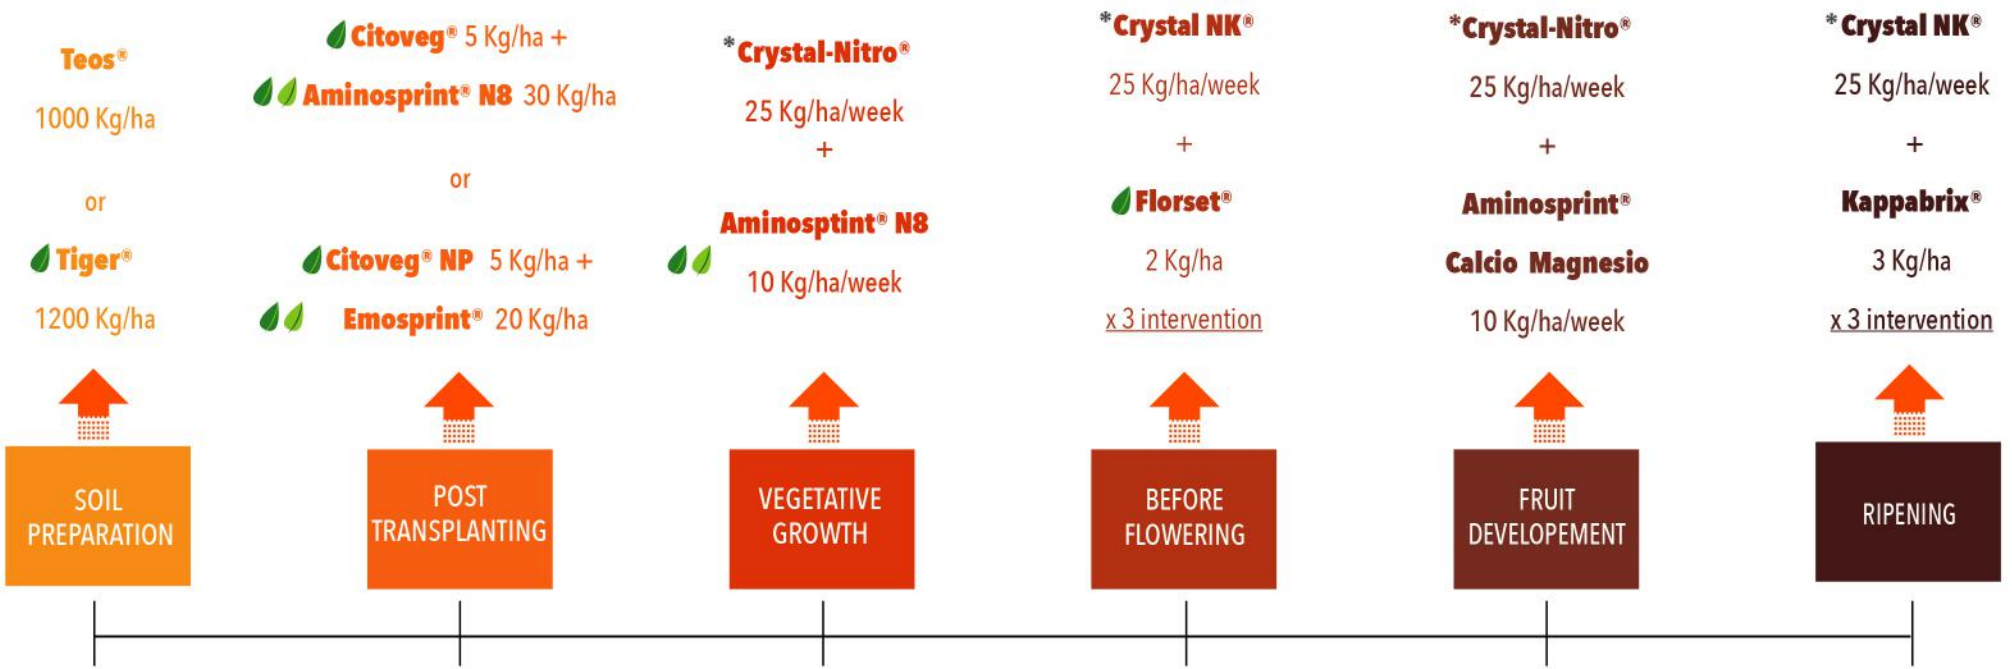 Teos®
1000 Kg/ha
or
Tiger®
1200 Kg/ha
SOIL
PREPARATION
Citoveg® 5 Kg/ha +
Aminosprint® N8 30 Kg/ha
or
Citoveg® NP 5 Kg/ha +
Emosprint® 20 Kg/ha
POST
TRANSPLANTING
*Crystal-Nitro®
25 Kg/ha/week
+
Aminosptint® N8
10 Kg/ha/week
VEGETATIVE
GROWTH
*Crystal NK®
25 Kg/ha/week
+
Florset®
2 Kg/ha
x 3 intervention
BEFORE
FLOWERING
*Crystal-Nitro®
25 Kg/ha/week
+
Aminosprint®
Calcio Magnesio
10 Kg/ha/week
FRUIT
DEVELOPEMENT
*Crystal NK®
25 Kg/ha/week
+
Kappabrix®
3 Kg/ha
x 3 intervention
RIPENING